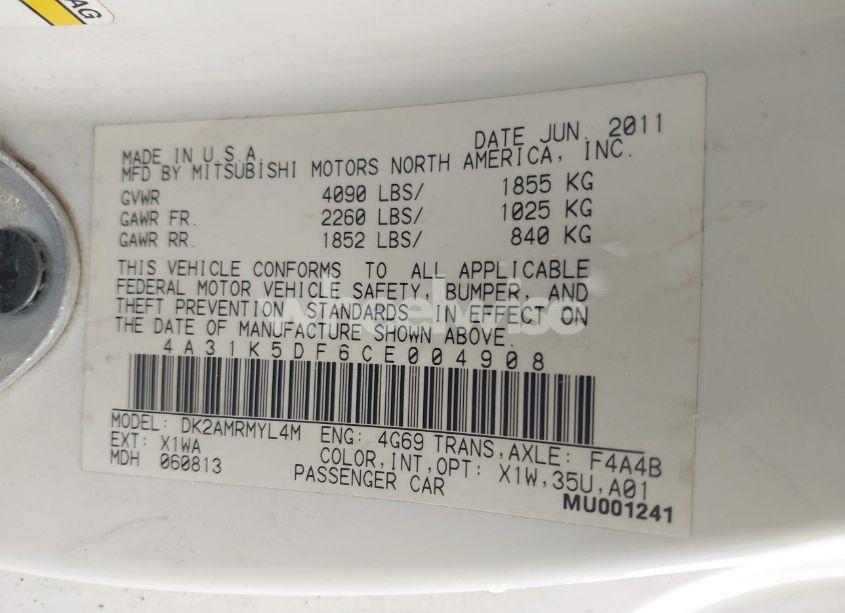 AG
MADE IN U.S.A. DATE JUN. 2011
MFD BY MITSUBISHI MOTORS NORTH AMERICA, INC.
GVWR 4090 LBS/ 1855 KG
GAWR FR. 2260 LBS/ 1025 KG
GAWR RR. 1852 LBS/ 840 KG
THIS VEHICLE CONFORMS TO ALL APPLICABLE
FEDERAL MOTOR VEHICLE SAFETY, BUMPER, AND
THEFT PREVENTION STANDARDS IN EFFECT ON
THE DATE OF MANUFACTURE SHOWN ABOVE.
4A31K5DF6CE004908
MODEL: DK2AMRMYL4M ENG: 4G69 TRANS,AXLE: F4A4B
EXT: X1WA COLOR,INT,OPT: X1W,35U,A01
MDH 060813 PASSENGER CAR
MU001241